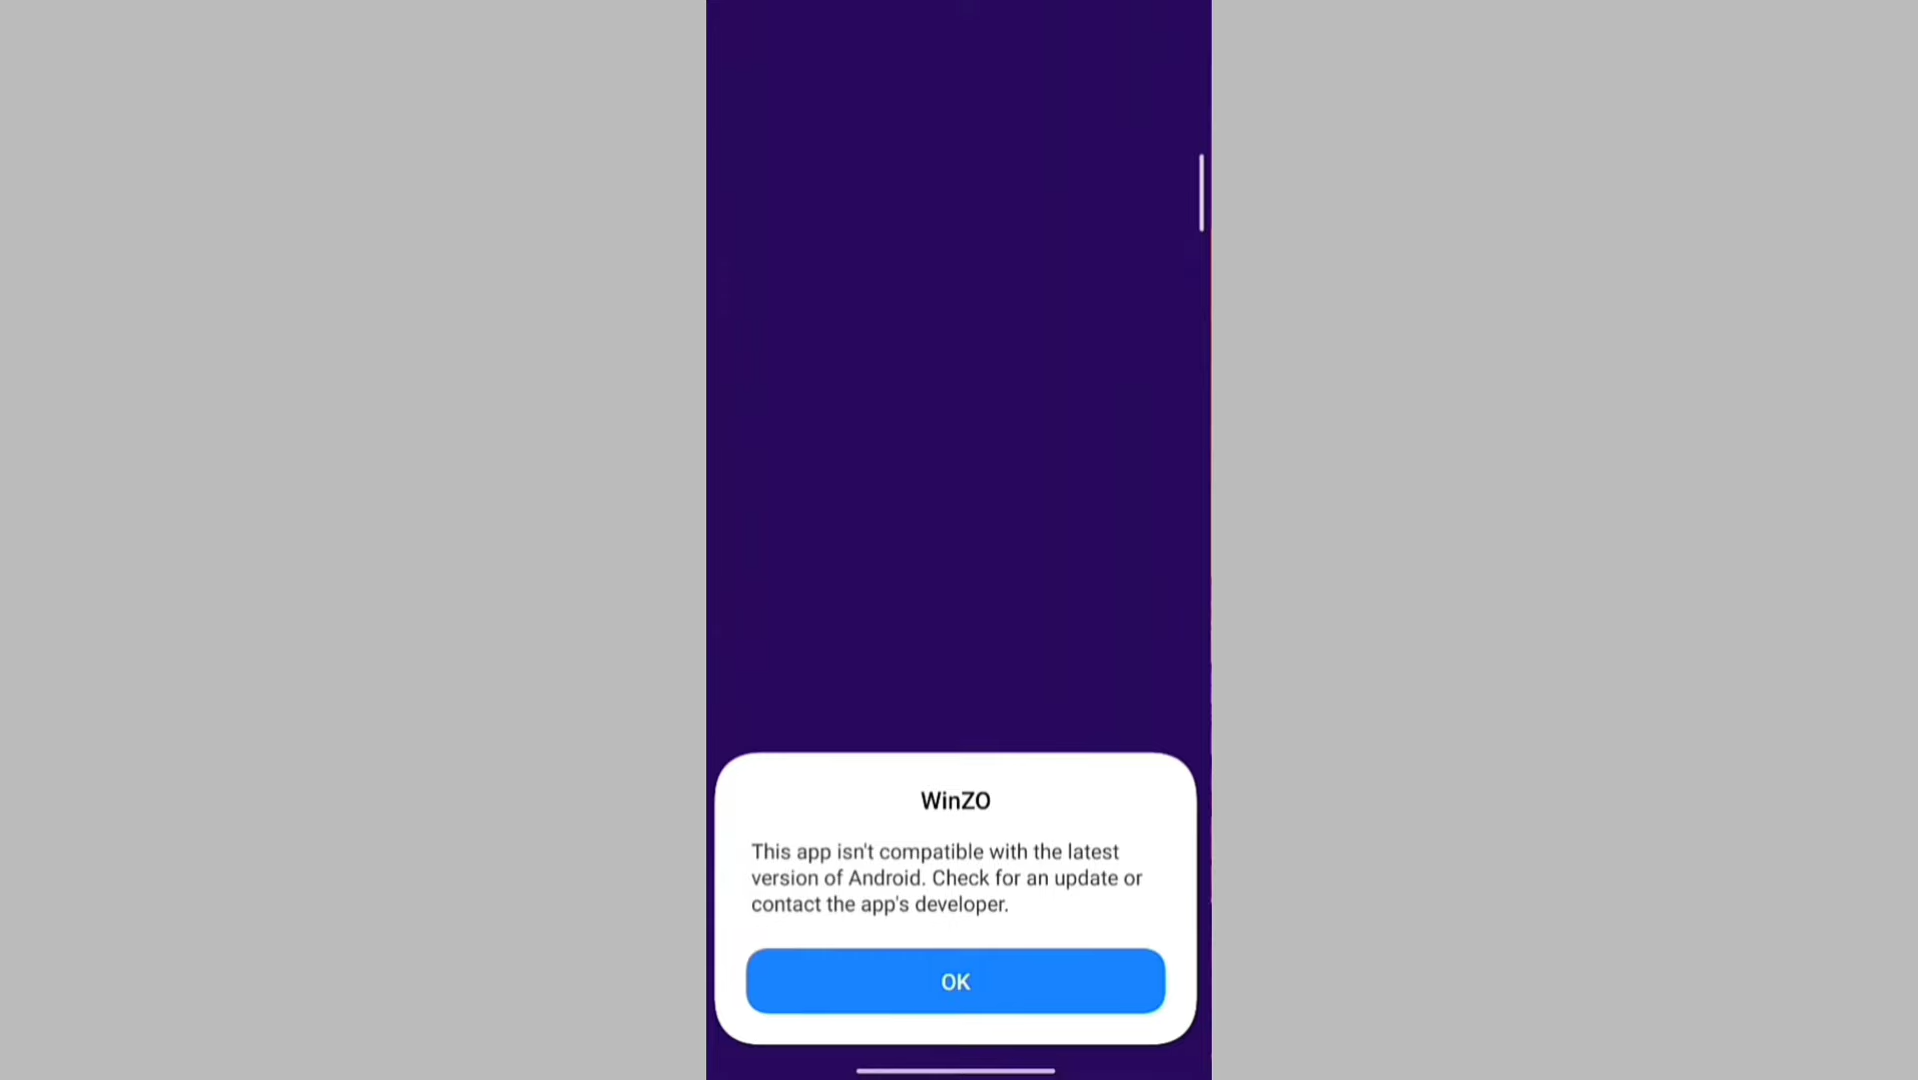 WinZO
This app isn't compatible with the latest
version of Android. Check for an update or
contact the app's developer.
OK